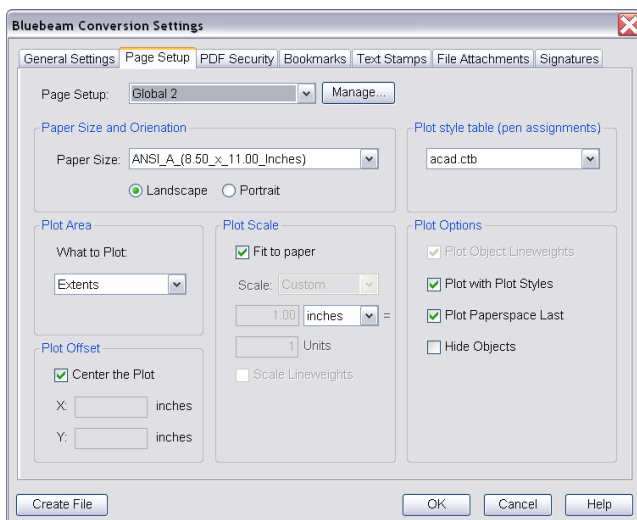 Bluebeam Conversion Settings
General Settings Page Setup PDF Security Bookmarks Text Stamps File Attachments Signatures
Page Setup: Global 2 Manage...
Paper Size and Orienation
Paper Size: ANSI_A_(8.50_x_11.00_Inches)
Landscape Portrait
Plot style table (pen assignments)
acad.ctb
Plot Area
What to Plot:
Extents
Plot Offset
Center the Plot
X: inches
Y: inches
Plot Scale
Fit to paper
Scale: Custom
1.00 inches =
1 Units
Scale Lineweights
Plot Options
Plot Object Lineweights
Plot with Plot Styles
Plot Paperspace Last
Hide Objects
Create File OK Cancel Help